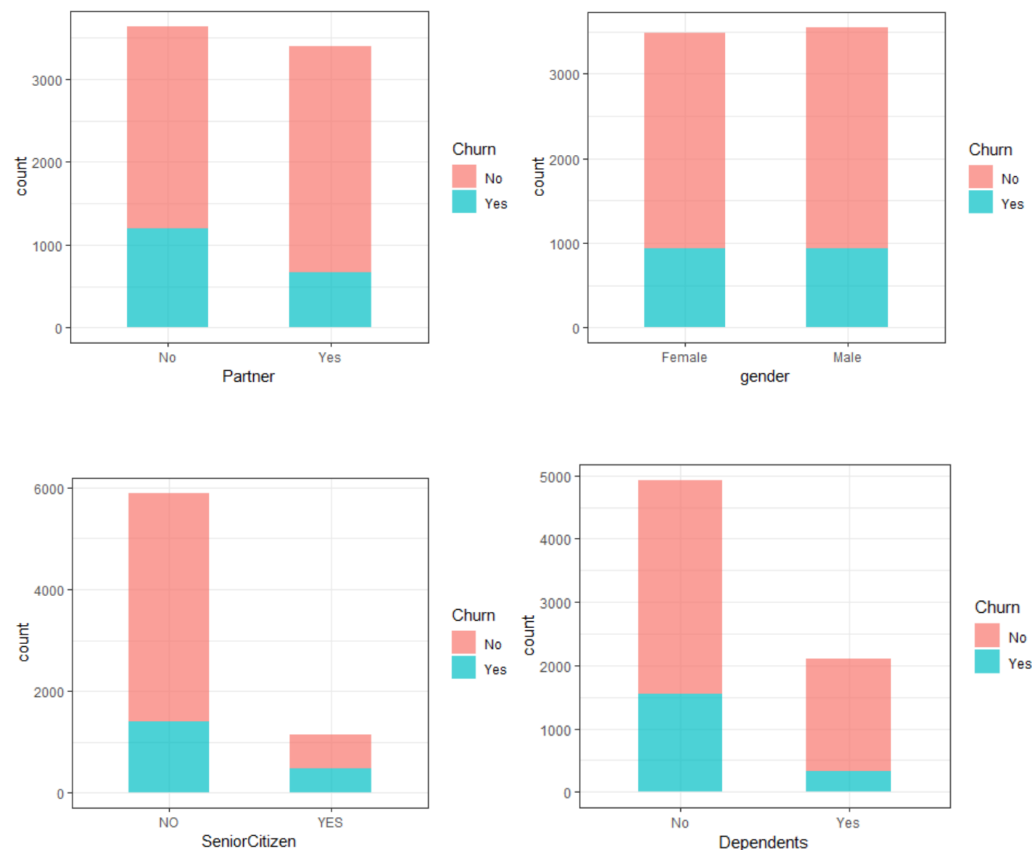 3000
2000
1000
0
count
No
Yes
Partner
Churn
No
Yes
3000
2000
1000
0
count
Female
Male
gender
Churn
No
Yes
6000
4000
2000
0
count
NO
YES
SeniorCitizen
Churn
No
Yes
5000
4000
3000
2000
1000
0
count
No
Yes
Dependents
Churn
No
Yes